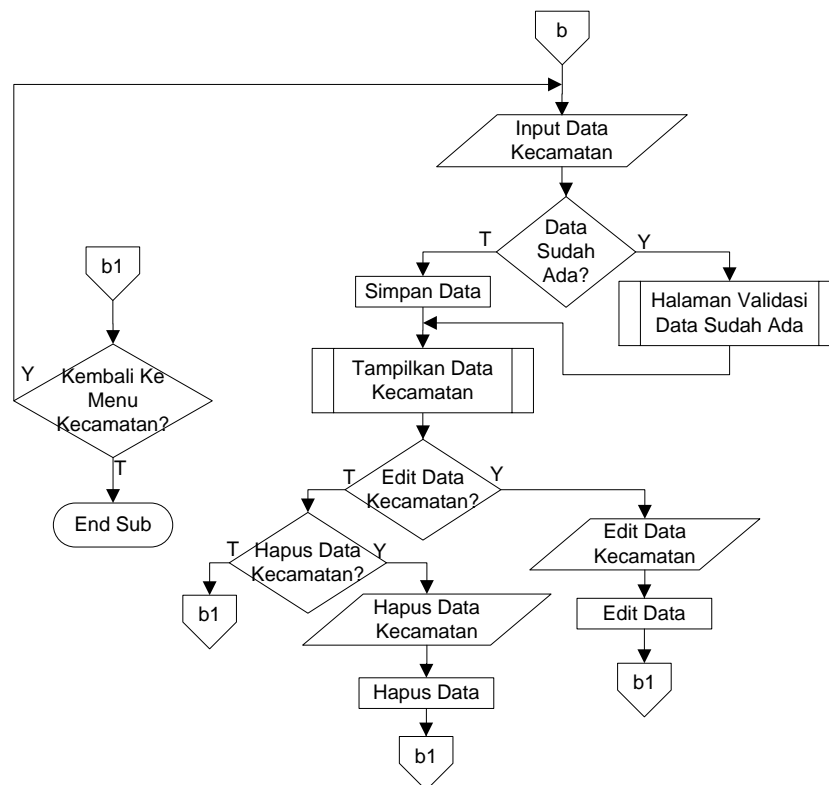 b
Input Data
Kecamatan
Data
Sudah
Ada?
T
Y
Simpan Data
Halaman Validasi
Data Sudah Ada
b1
Kembali Ke
Menu
Kecamatan?
Y
T
End Sub
Tampilkan Data
Kecamatan
Edit Data
Kecamatan?
T
Y
Hapus Data
Kecamatan?
T
Y
Edit Data
Kecamatan
b1
Hapus Data
Kecamatan
Edit Data
Hapus Data
b1
b1